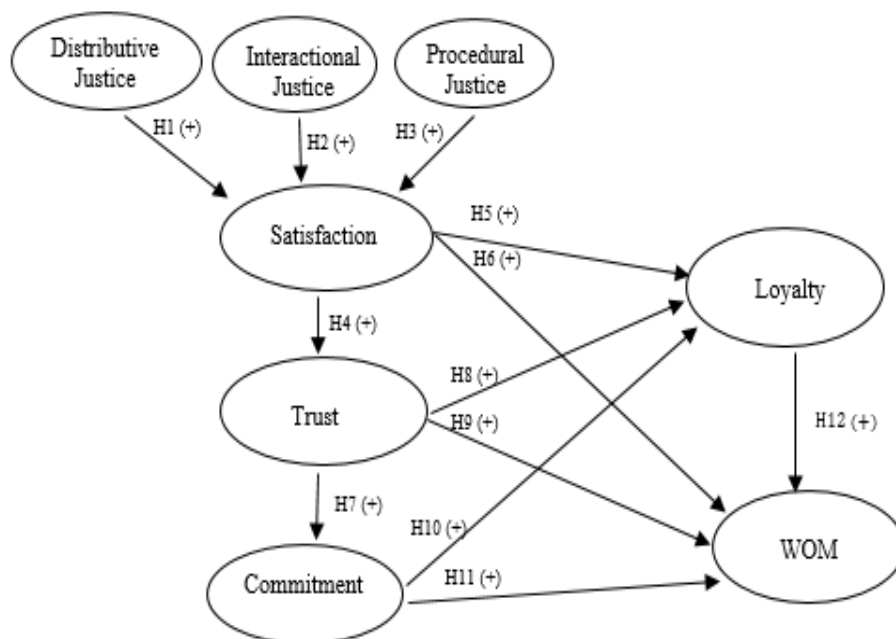 Distributive
Justice
Interactional
Justice
Procedural
Justice
H1 (+)
H2 (+)
H3 (+)
Satisfaction
H5 (+)
H6 (+)
Loyalty
H4 (+)
Trust
H8 (+)
H9 (+)
H12 (+)
H7 (+)
H10 (+)
WOM
Commitment
H11 (+)